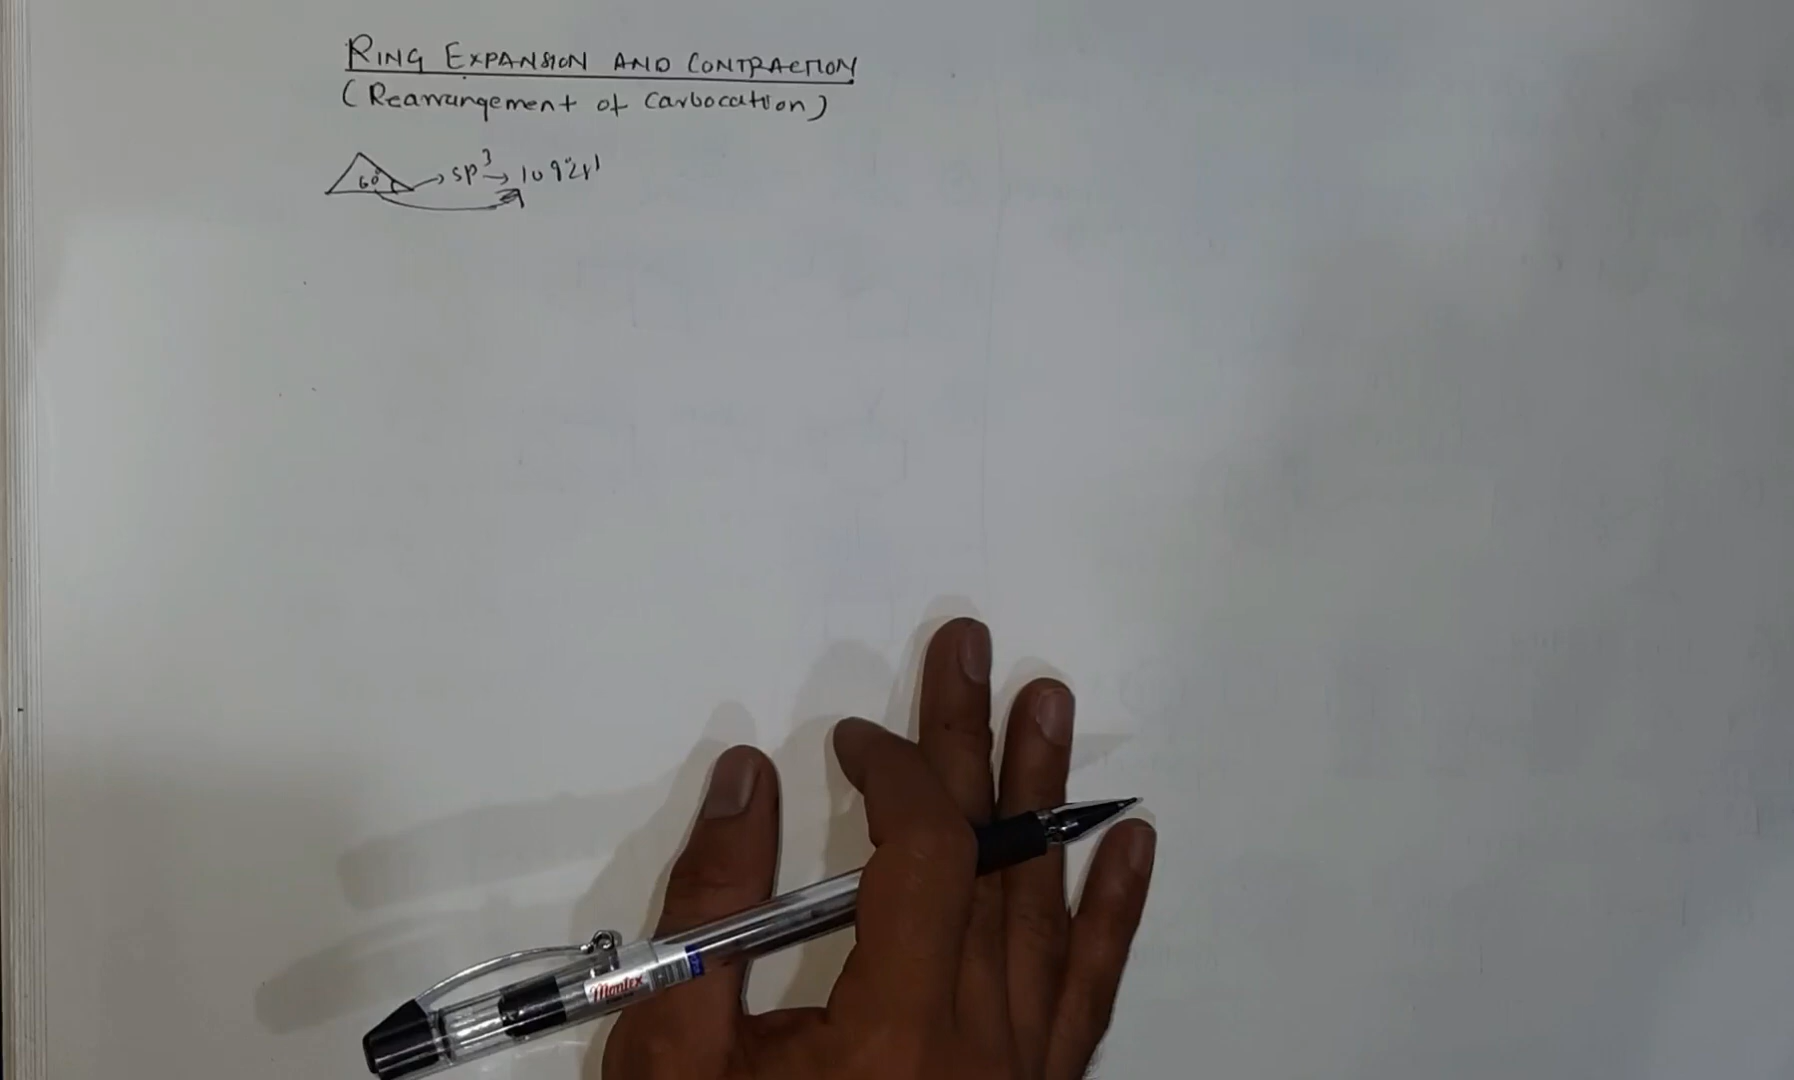 RING EXPANSION AND CONTRACTION
(Rearrangement of Carbocation)
60° → sp³ → 109°28'
Montex